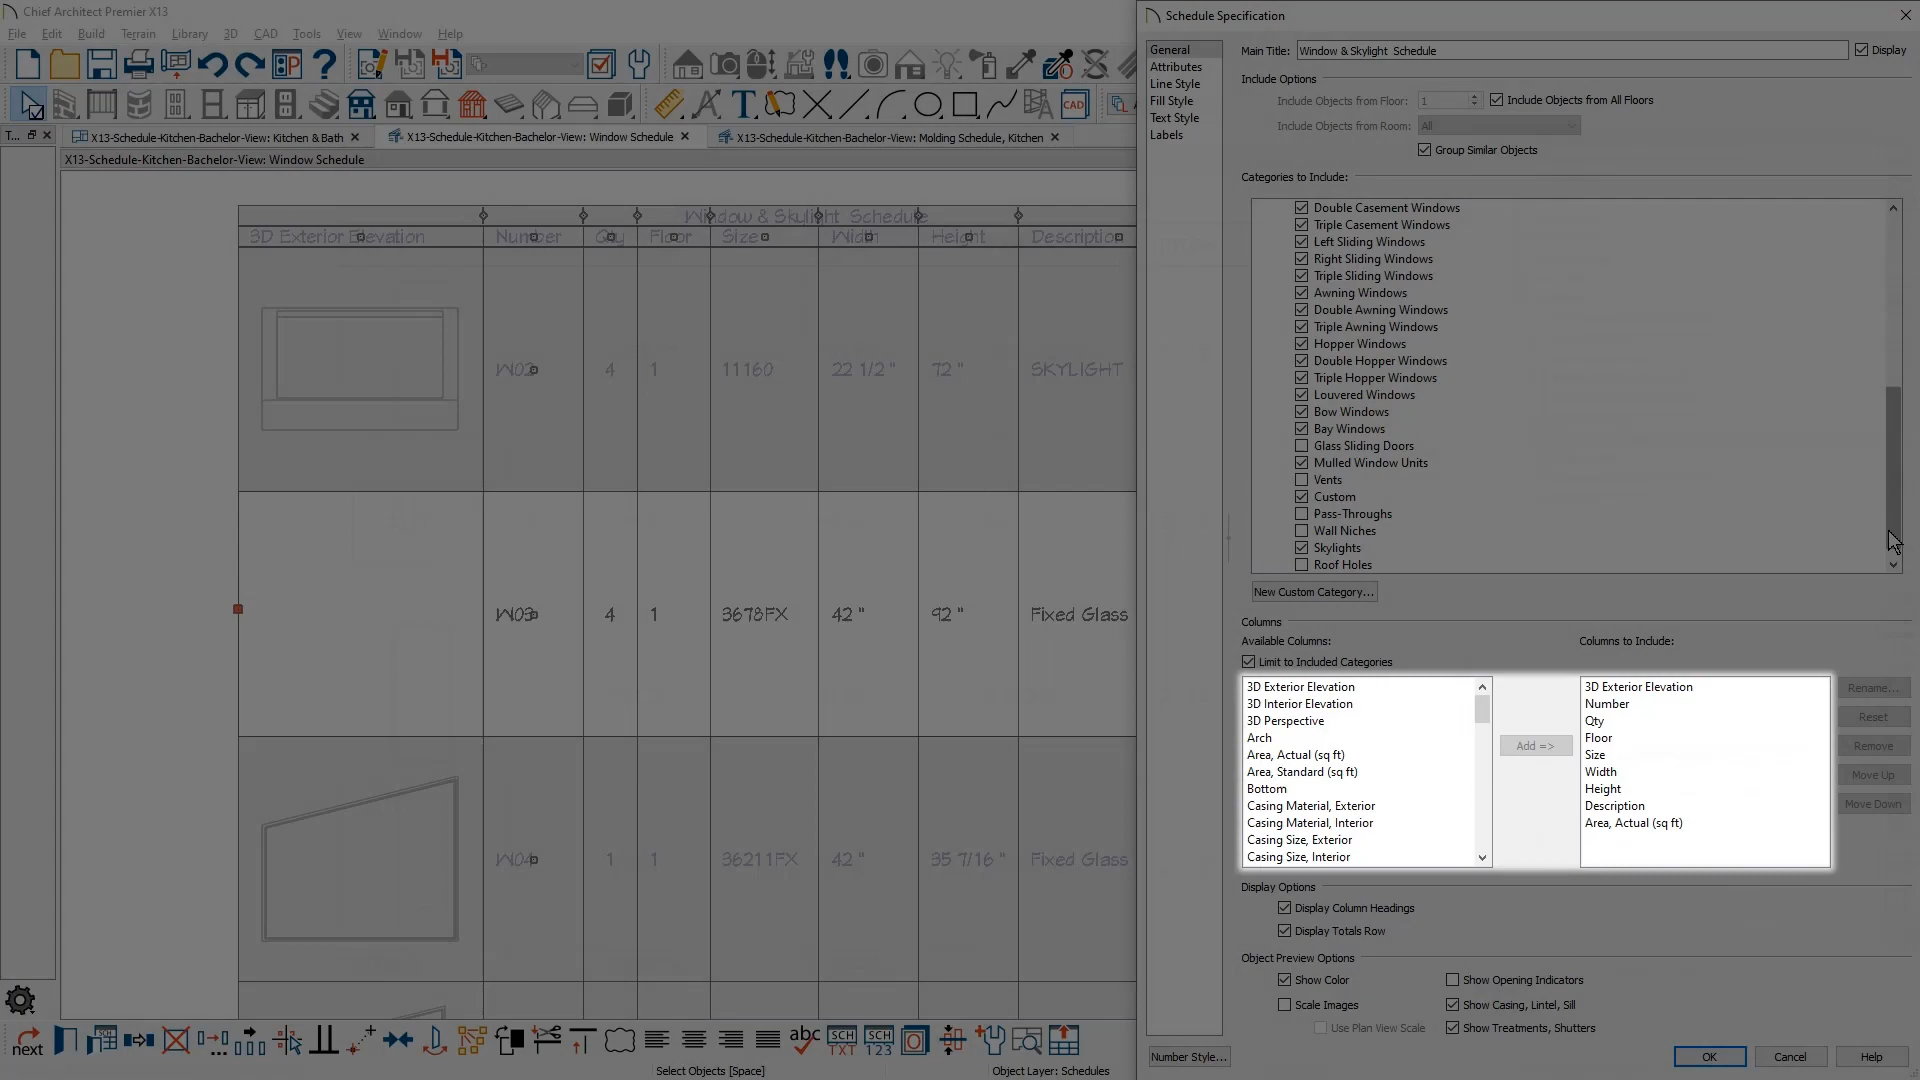 Chief Architect Premier X13
File Edit Build Terrain Library 3D CAD Tools View Window Help
CAD
T...
X13-Schedule-Kitchen-Bachelor-View: Kitchen & Bath
X13-Schedule-Kitchen-Bachelor-View: Window Schedule
X13-Schedule-Kitchen-Bachelor-View: Molding Schedule, Kitchen
X13-Schedule-Kitchen-Bachelor-View: Window Schedule
Window & Skylight Schedule
3D Exterior Elevation Number Qty Floor Size Width Height Description
W02 4 1 11160 22 1/2 " 72 " SKYLIGHT
W03 4 1 3678FX 42 " 92 " Fixed Glass
W04 1 1 36211FX 42 " 35 7/16 " Fixed Glass
next
SCH
abc
SCH TXT
SCH 123
Select Objects [Space]
Object Layer: Schedules
Schedule Specification
General
Attributes
Line Style
Fill Style
Text Style
Labels
Main Title: Window & Skylight Schedule Display
Include Options
Include Objects from Floor: 1 Include Objects from All Floors
Include Objects from Room: All
Group Similar Objects
Categories to Include:
Double Casement Windows
Triple Casement Windows
Left Sliding Windows
Right Sliding Windows
Triple Sliding Windows
Awning Windows
Double Awning Windows
Triple Awning Windows
Hopper Windows
Double Hopper Windows
Triple Hopper Windows
Louvered Windows
Bow Windows
Bay Windows
Glass Sliding Doors
Mulled Window Units
Vents
Custom
Pass-Throughs
Wall Niches
Skylights
Roof Holes
New Custom Category...
Columns
Available Columns:
Limit to Included Categories
3D Exterior Elevation
3D Interior Elevation
3D Perspective
Arch
Area, Actual (sq ft)
Area, Standard (sq ft)
Bottom
Casing Material, Exterior
Casing Material, Interior
Casing Size, Exterior
Casing Size, Interior
Add =>
Columns to Include:
3D Exterior Elevation
Number
Qty
Floor
Size
Width
Height
Description
Area, Actual (sq ft)
Rename...
Reset
Remove
Move Up
Move Down
Display Options
Display Column Headings
Display Totals Row
Object Preview Options
Show Color
Show Opening Indicators
Scale Images
Show Casing, Lintel, Sill
Use Plan View Scale
Show Treatments, Shutters
Number Style...
OK Cancel Help